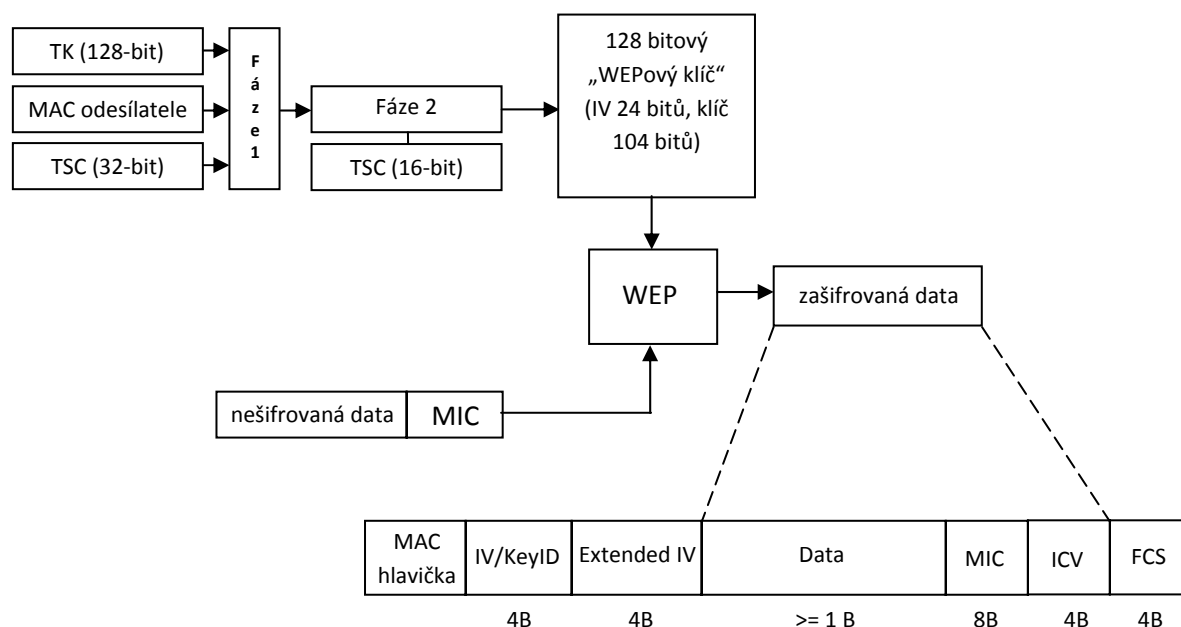 TK (128-bit)
MAC odesílatele
TSC (32-bit)
F
á
z
e
1
Fáze 2
TSC (16-bit)
128 bitový
„WEPový klíč“
(IV 24 bitů, klíč
104 bitů)
WEP
zašifrovaná data
nešifrovaná data
MIC
MAC
hlavička
IV/KeyID
Extended IV
Data
MIC
ICV
FCS
4B
4B
>= 1 B
8B
4B
4B